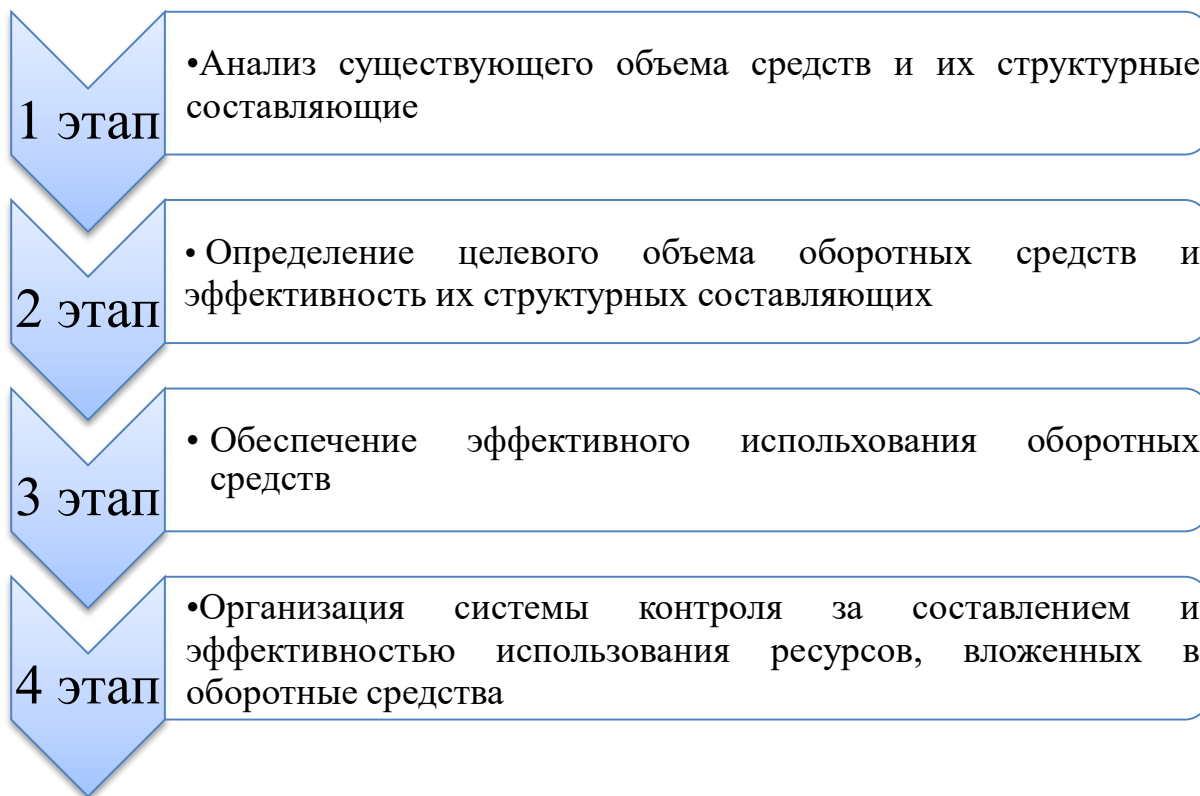 1 этап
•Анализ существующего объема средств и их структурные
составляющие
2 этап
• Определение целевого объема оборотных средств и
эффективность их структурных составляющих
3 этап
• Обеспечение эффективного испольхования оборотных
средств
4 этап
•Организация системы контроля за составлением и
эффективностью использования ресурсов, вложенных в
оборотные средства